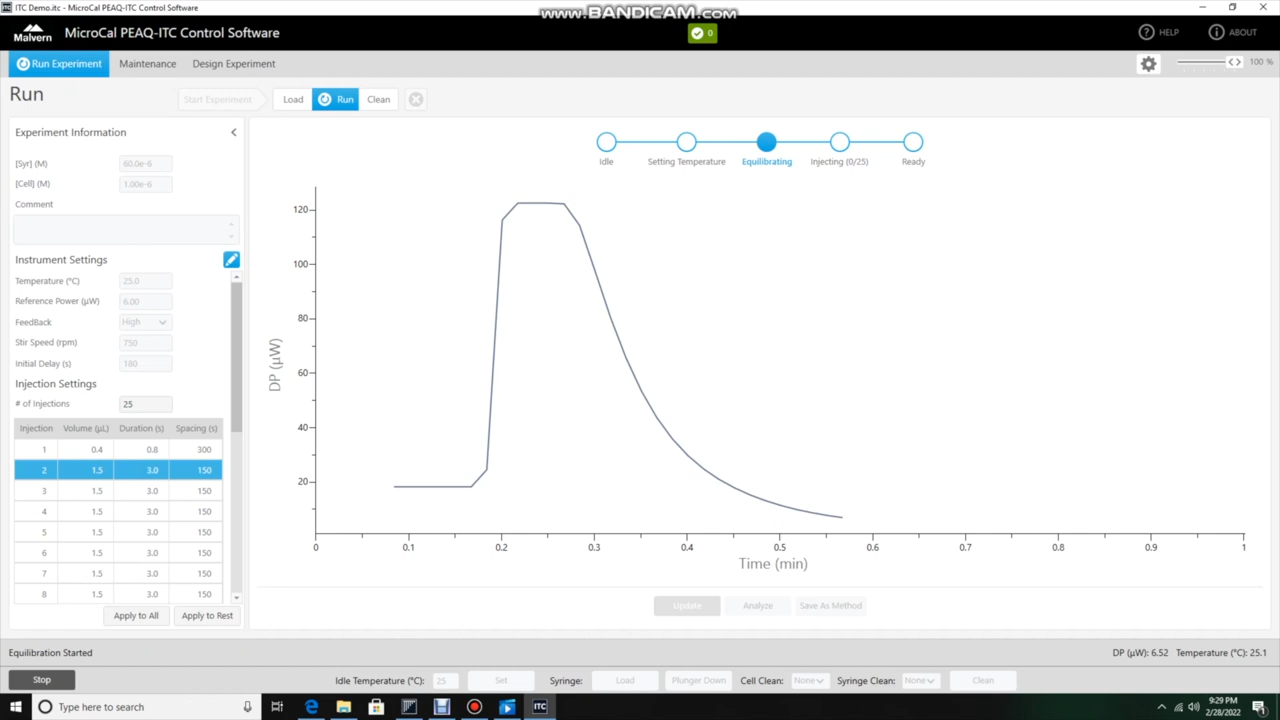 ITC Demo.itc - MicroCal PEAQ-ITC Control Software
www.BANDICAM.com
Malvern MicroCal PEAQ-ITC Control Software 0 HELP ABOUT
Run Experiment Maintenance Design Experiment 100 %
Run Start Experiment Load Run Clean
Experiment Information
[Syr] (M) 60.0e-6
[Cell] (M) 1.00e-6
Comment
Instrument Settings
Temperature (°C) 25.0
Reference Power (µW) 6.00
FeedBack High
Stir Speed (rpm) 750
Initial Delay (s) 180
Injection Settings
# of Injections 25
Injection Volume (µL) Duration (s) Spacing (s)
1 0.4 0.8 300
2 1.5 3.0 150
3 1.5 3.0 150
4 1.5 3.0 150
5 1.5 3.0 150
6 1.5 3.0 150
7 1.5 3.0 150
8 1.5 3.0 150
Apply to All Apply to Rest
Idle Setting Temperature Equilibrating Injecting (0/25) Ready
120
100
80
60
40
20
DP (µW)
0 0.1 0.2 0.3 0.4 0.5 0.6 0.7 0.8 0.9 1
Time (min)
Update Analyze Save As Method
Equilibration Started DP (µW): 6.52 Temperature (°C): 25.1
Stop Idle Temperature (°C): 25 Set Syringe: Load Plunger Down Cell Clean: None Syringe Clean: None Clean
Type here to search ITC 9:29 PM
2/28/2022 1